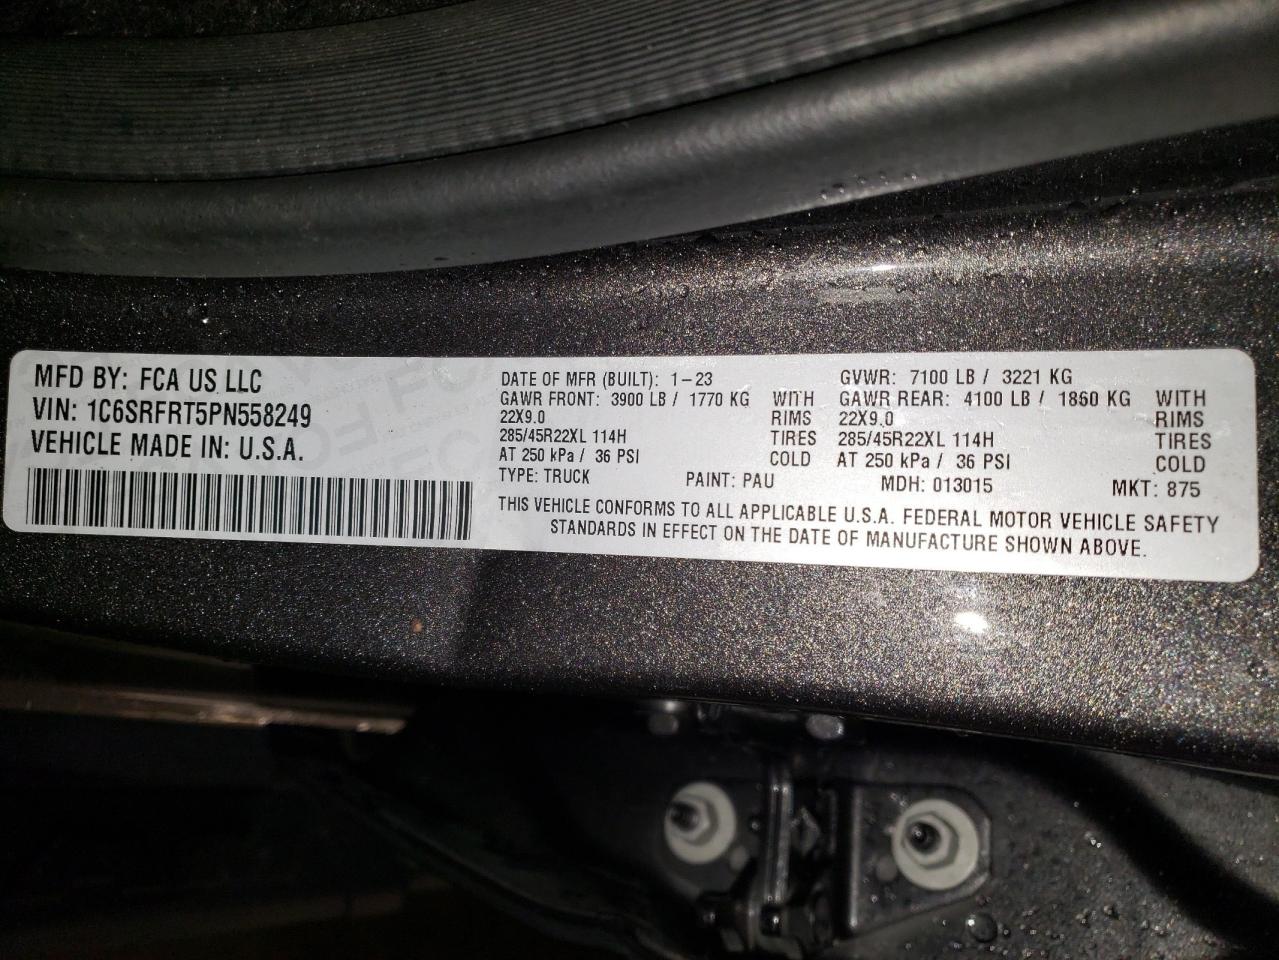 MFD BY: FCA US LLC
VIN: 1C6SRFRT5PN558249
VEHICLE MADE IN: U.S.A.
DATE OF MFR (BUILT): 1-23 GVWR: 7100 LB / 3221 KG
GAWR FRONT: 3900 LB / 1770 KG WITH GAWR REAR: 4100 LB / 1860 KG WITH
22X9.0 RIMS 22X9.0 RIMS
285/45R22XL 114H TIRES 285/45R22XL 114H TIRES
AT 250 kPa / 36 PSI COLD AT 250 kPa / 36 PSI COLD
TYPE: TRUCK PAINT: PAU MDH: 013015 MKT: 875
THIS VEHICLE CONFORMS TO ALL APPLICABLE U.S.A. FEDERAL MOTOR VEHICLE SAFETY
STANDARDS IN EFFECT ON THE DATE OF MANUFACTURE SHOWN ABOVE.